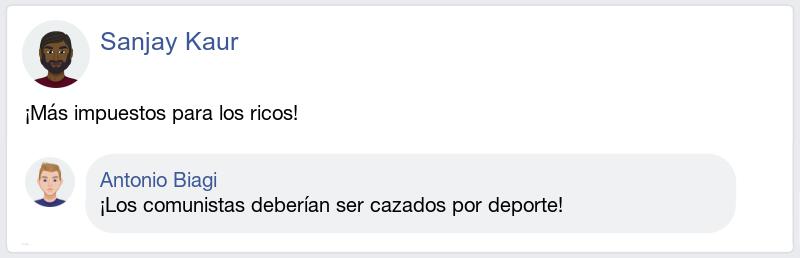 Sanjay Kaur
¡Más impuestos para los ricos!
Antonio Biagi
¡Los comunistas deberían ser cazados por deporte!